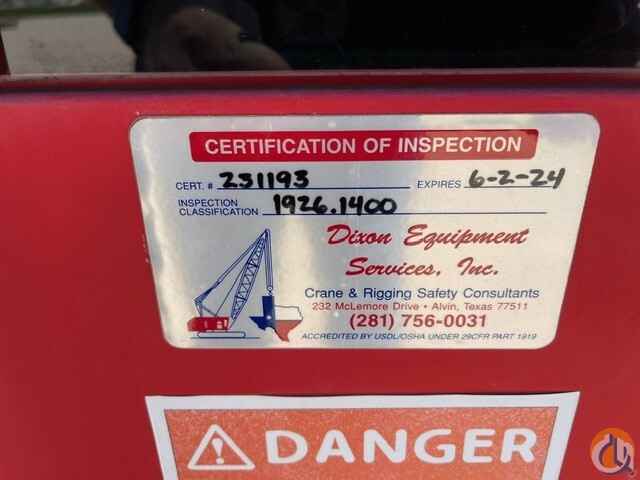 CERTIFICATION OF INSPECTION
CERT. # 231193 EXPIRES 6-2-24
INSPECTION CLASSIFICATION 1926.1400
Dixon Equipment
Services, Inc.
Crane & Rigging Safety Consultants
232 McLemore Drive • Alvin, Texas 77511
(281) 756-0031
ACCREDITED BY USDL/OSHA UNDER 29CFR PART 1919
DANGER